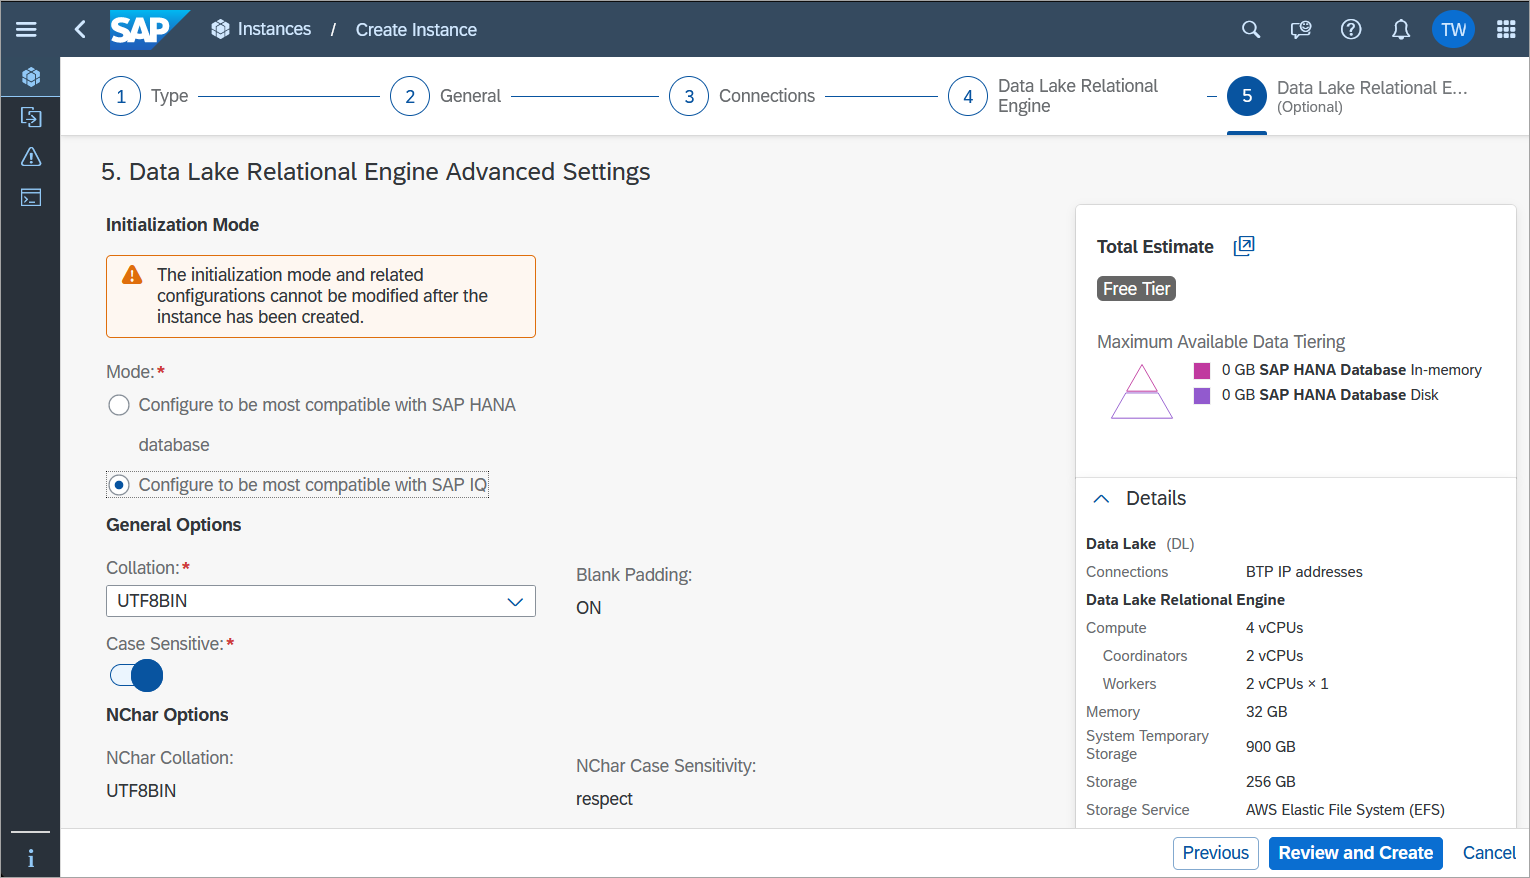 SAP Instances / Create Instance
TW
1 Type
2 General
3 Connections
4 Data Lake Relational
Engine
5 Data Lake Relational E...
(Optional)
5. Data Lake Relational Engine Advanced Settings
Initialization Mode
The initialization mode and related
configurations cannot be modified after the
instance has been created.
Mode:*
Configure to be most compatible with SAP HANA
database
Configure to be most compatible with SAP IQ
General Options
Collation:*
UTF8BIN
Blank Padding:
ON
Case Sensitive:*
NChar Options
NChar Collation:
UTF8BIN
NChar Case Sensitivity:
respect
Total Estimate
Free Tier
Maximum Available Data Tiering
0 GB SAP HANA Database In-memory
0 GB SAP HANA Database Disk
Details
Data Lake (DL)
Connections BTP IP addresses
Data Lake Relational Engine
Compute 4 vCPUs
Coordinators 2 vCPUs
Workers 2 vCPUs × 1
Memory 32 GB
System Temporary
Storage 900 GB
Storage 256 GB
Storage Service AWS Elastic File System (EFS)
Previous Review and Create Cancel